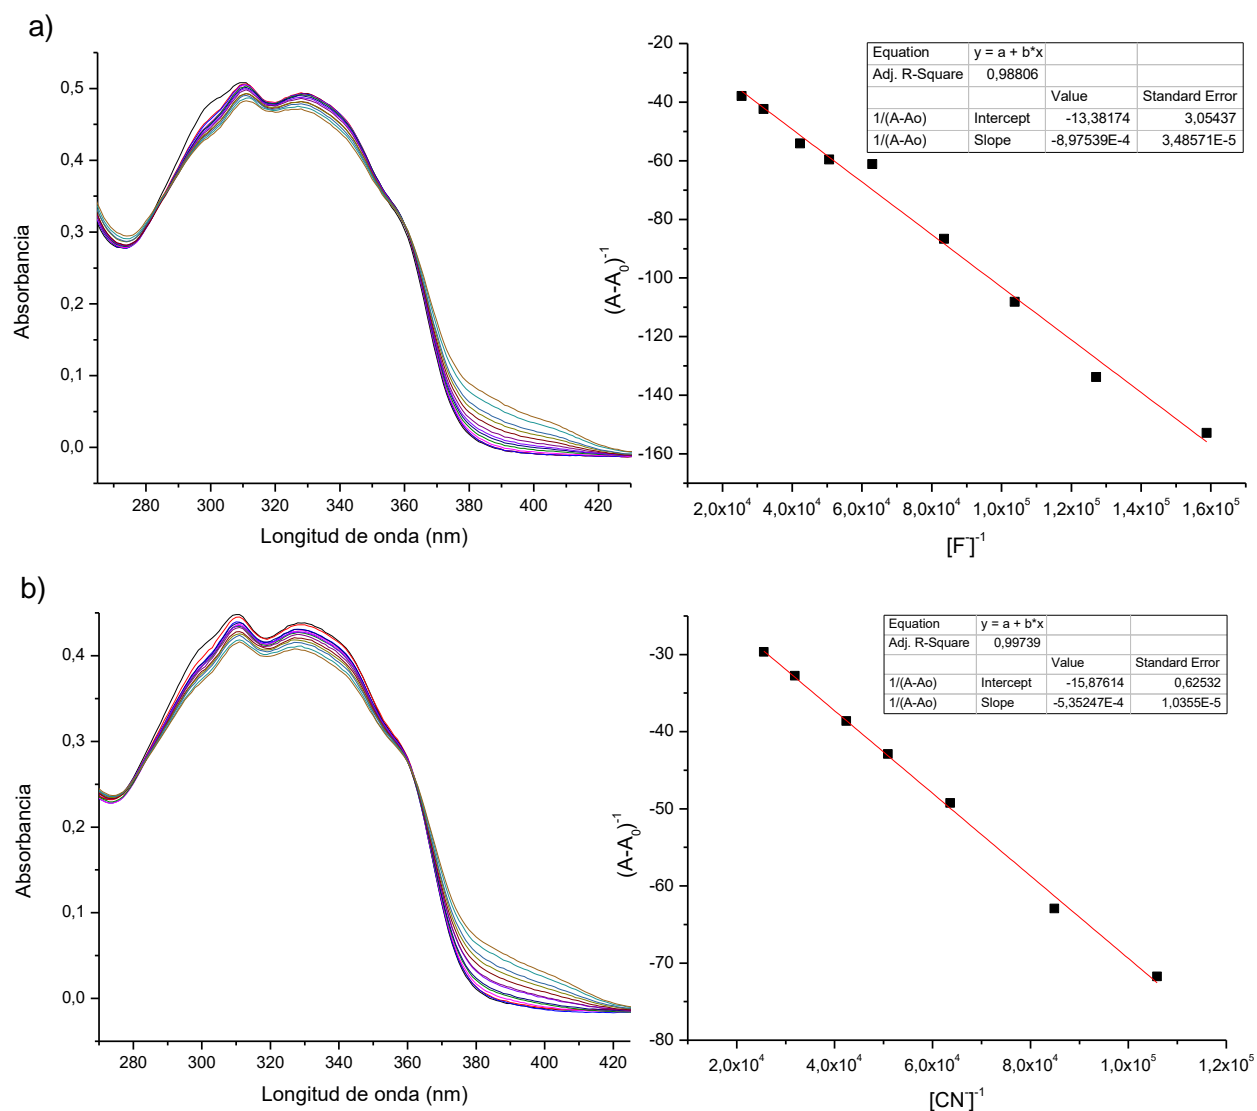 a)
0,5
0,4
0,3
0,2
0,1
0,0
Absorbancia
280 300 320 340 360 380 400 420
Longitud de onda (nm)
-20
-40
-60
-80
-100
-120
-140
-160
(A-A₀)⁻¹
Equation y = a + b*x
Adj. R-Square 0,98806
Value Standard Error
1/(A-Ao) Intercept -13,38174 3,05437
1/(A-Ao) Slope -8,97539E-4 3,48571E-5
2,0x10⁴ 4,0x10⁴ 6,0x10⁴ 8,0x10⁴ 1,0x10⁵ 1,2x10⁵ 1,4x10⁵ 1,6x10⁵
[F⁻]⁻¹
b)
0,4
0,3
0,2
0,1
0,0
Absorbancia
280 300 320 340 360 380 400 420
Longitud de onda (nm)
-30
-40
-50
-60
-70
-80
(A-A₀)⁻¹
Equation y = a + b*x
Adj. R-Square 0,99739
Value Standard Error
1/(A-Ao) Intercept -15,87614 0,62532
1/(A-Ao) Slope -5,35247E-4 1,0355E-5
2,0x10⁴ 4,0x10⁴ 6,0x10⁴ 8,0x10⁴ 1,0x10⁵ 1,2x10⁵
[CN⁻]⁻¹